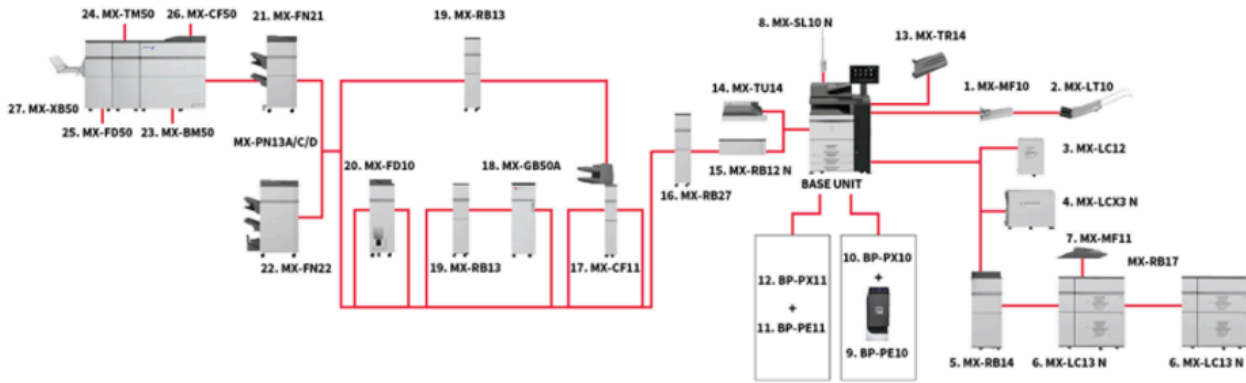 24. MX-TM50
26. MX-CF50
21. MX-FN21
19. MX-RB13
8. MX-SL10 N
13. MX-TR14
27. MX-XB50
25. MX-FD50
23. MX-BM50
MX-PN13A/C/D
14. MX-TU14
1. MX-MF10
2. MX-LT10
15. MX-RB12 N
3. MX-LC12
20. MX-FD10
18. MX-GB50A
16. MX-RB27
BASE UNIT
4. MX-LCX3 N
22. MX-FN22
19. MX-RB13
17. MX-CF11
7. MX-MF11
MX-RB17
12. BP-PX11
+
11. BP-PE11
10. BP-PX10
+
9. BP-PE10
5. MX-RB14
6. MX-LC13 N
6. MX-LC13 N